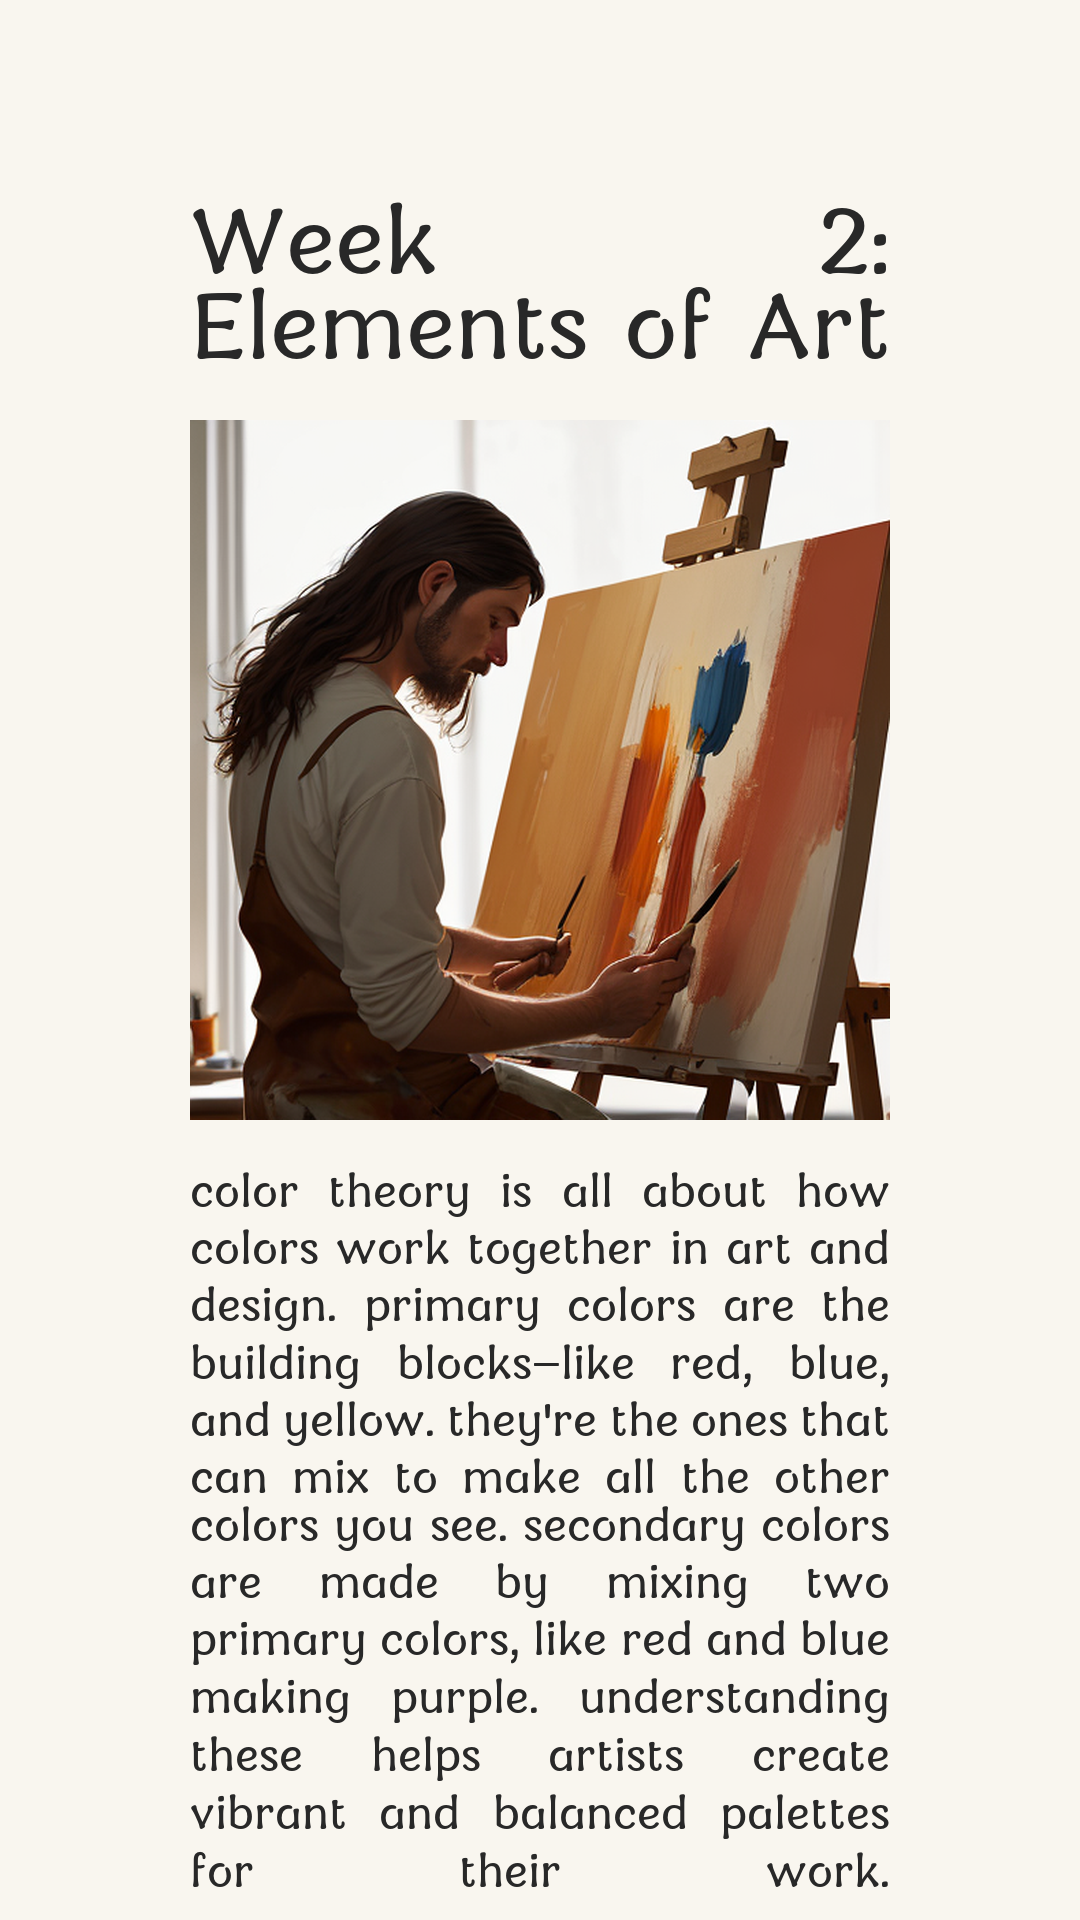 Week 2:
Elements of Art
color theory is all about how
colors work together in art and
design. primary colors are the
building blocks—like red, blue,
and yellow. they're the ones that
can mix to make all the other
colors you see. secondary colors
are made by mixing two
primary colors, like red and blue
making purple. understanding
these helps artists create
vibrant and balanced palettes
for their work.